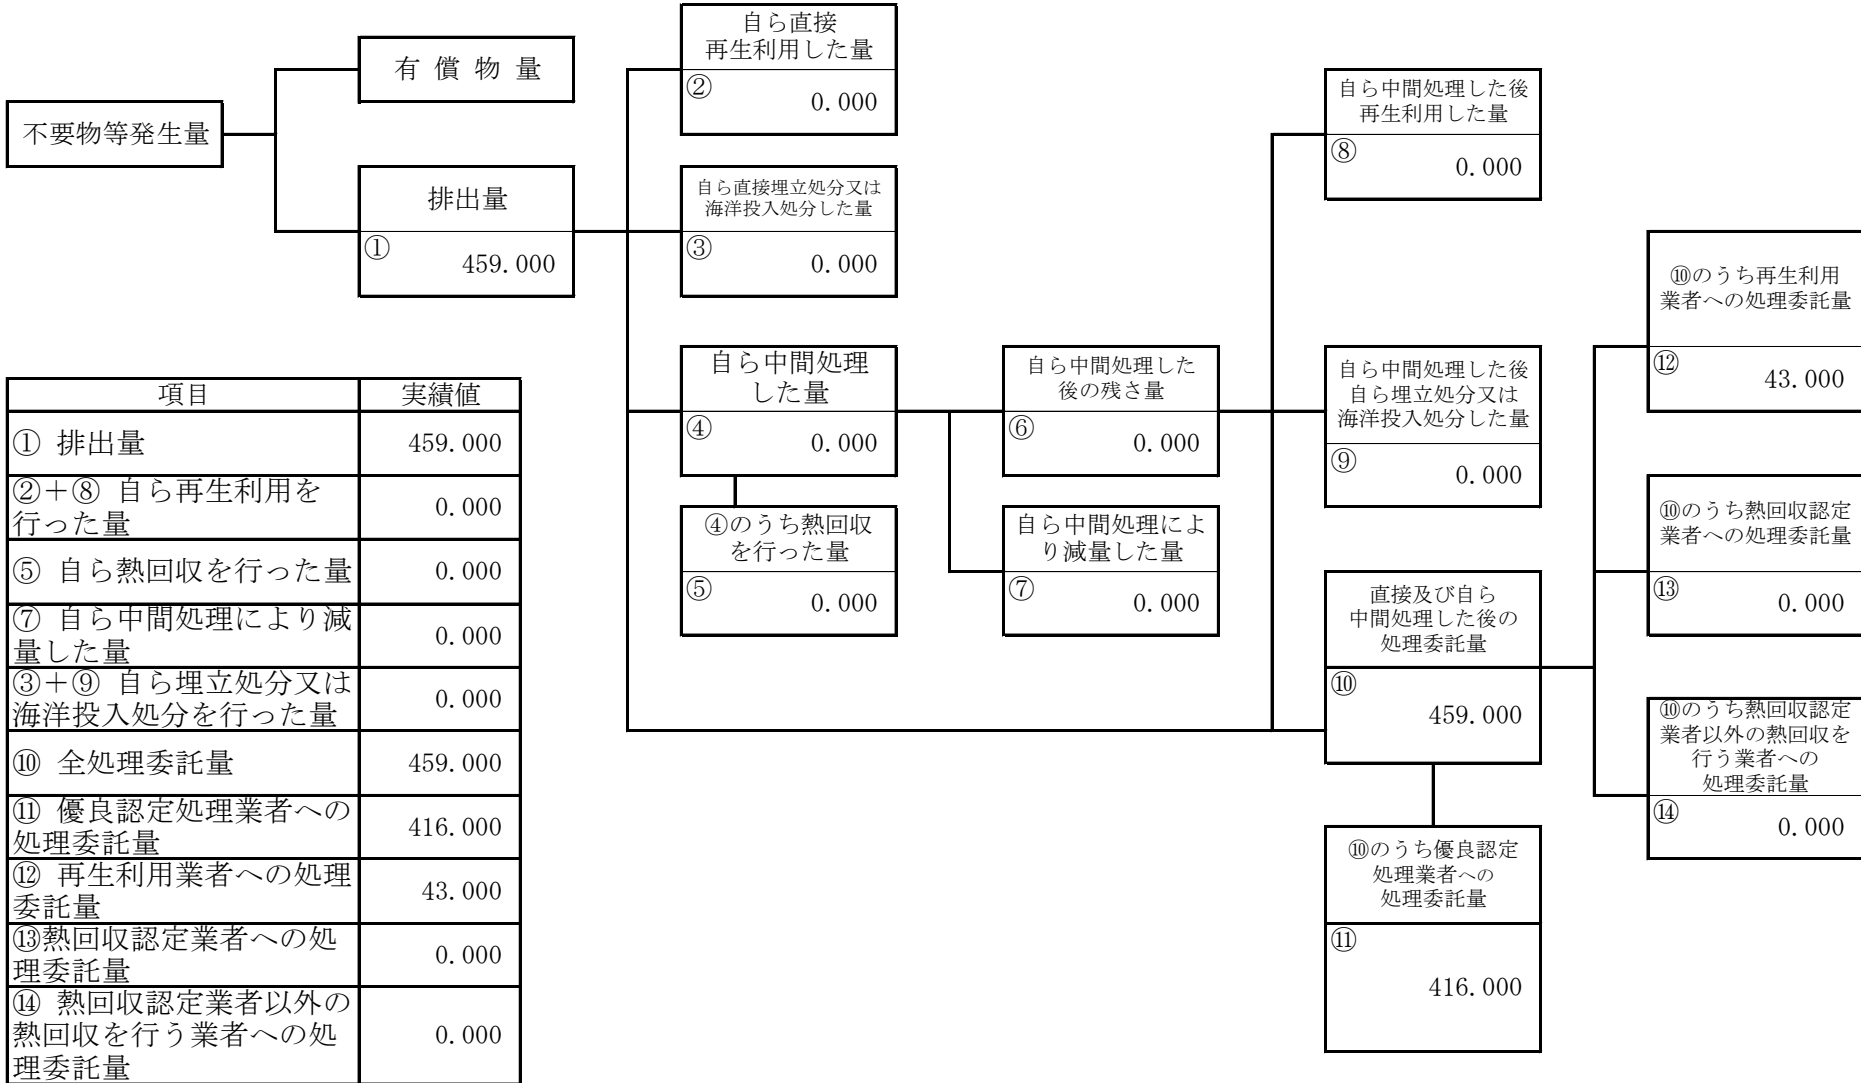 不要物等発生量
有 償 物 量
排出量
①
459.000
自ら直接
再生利用した量
②
0.000
自ら直接埋立処分又は
海洋投入処分した量
③
0.000
自ら中間処理
した量
④
0.000
④のうち熱回収
を行った量
⑤
0.000
自ら中間処理した
後の残さ量
⑥
0.000
自ら中間処理によ
り減量した量
⑦
0.000
自ら中間処理した後
再生利用した量
⑧
0.000
自ら中間処理した後
自ら埋立処分又は
海洋投入処分した量
⑨
0.000
直接及び自ら
中間処理した後の
処理委託量
⑩
459.000
⑩のうち優良認定
処理業者への
処理委託量
⑪
416.000
⑩のうち再生利用
業者への処理委託量
⑫
43.000
⑩のうち熱回収認定
業者への処理委託量
⑬
0.000
⑩のうち熱回収認定
業者以外の熱回収を
行う業者への
処理委託量
⑭
0.000
項目 実績値
① 排出量 459.000
②＋⑧ 自ら再生利用を
行った量 0.000
⑤ 自ら熱回収を行った量 0.000
⑦ 自ら中間処理により減
量した量 0.000
③＋⑨ 自ら埋立処分又は
海洋投入処分を行った量 0.000
⑩ 全処理委託量 459.000
⑪ 優良認定処理業者への
処理委託量 416.000
⑫ 再生利用業者への処理
委託量 43.000
⑬熱回収認定業者への処
理委託量 0.000
⑭ 熱回収認定業者以外の
熱回収を行う業者への処
理委託量 0.000